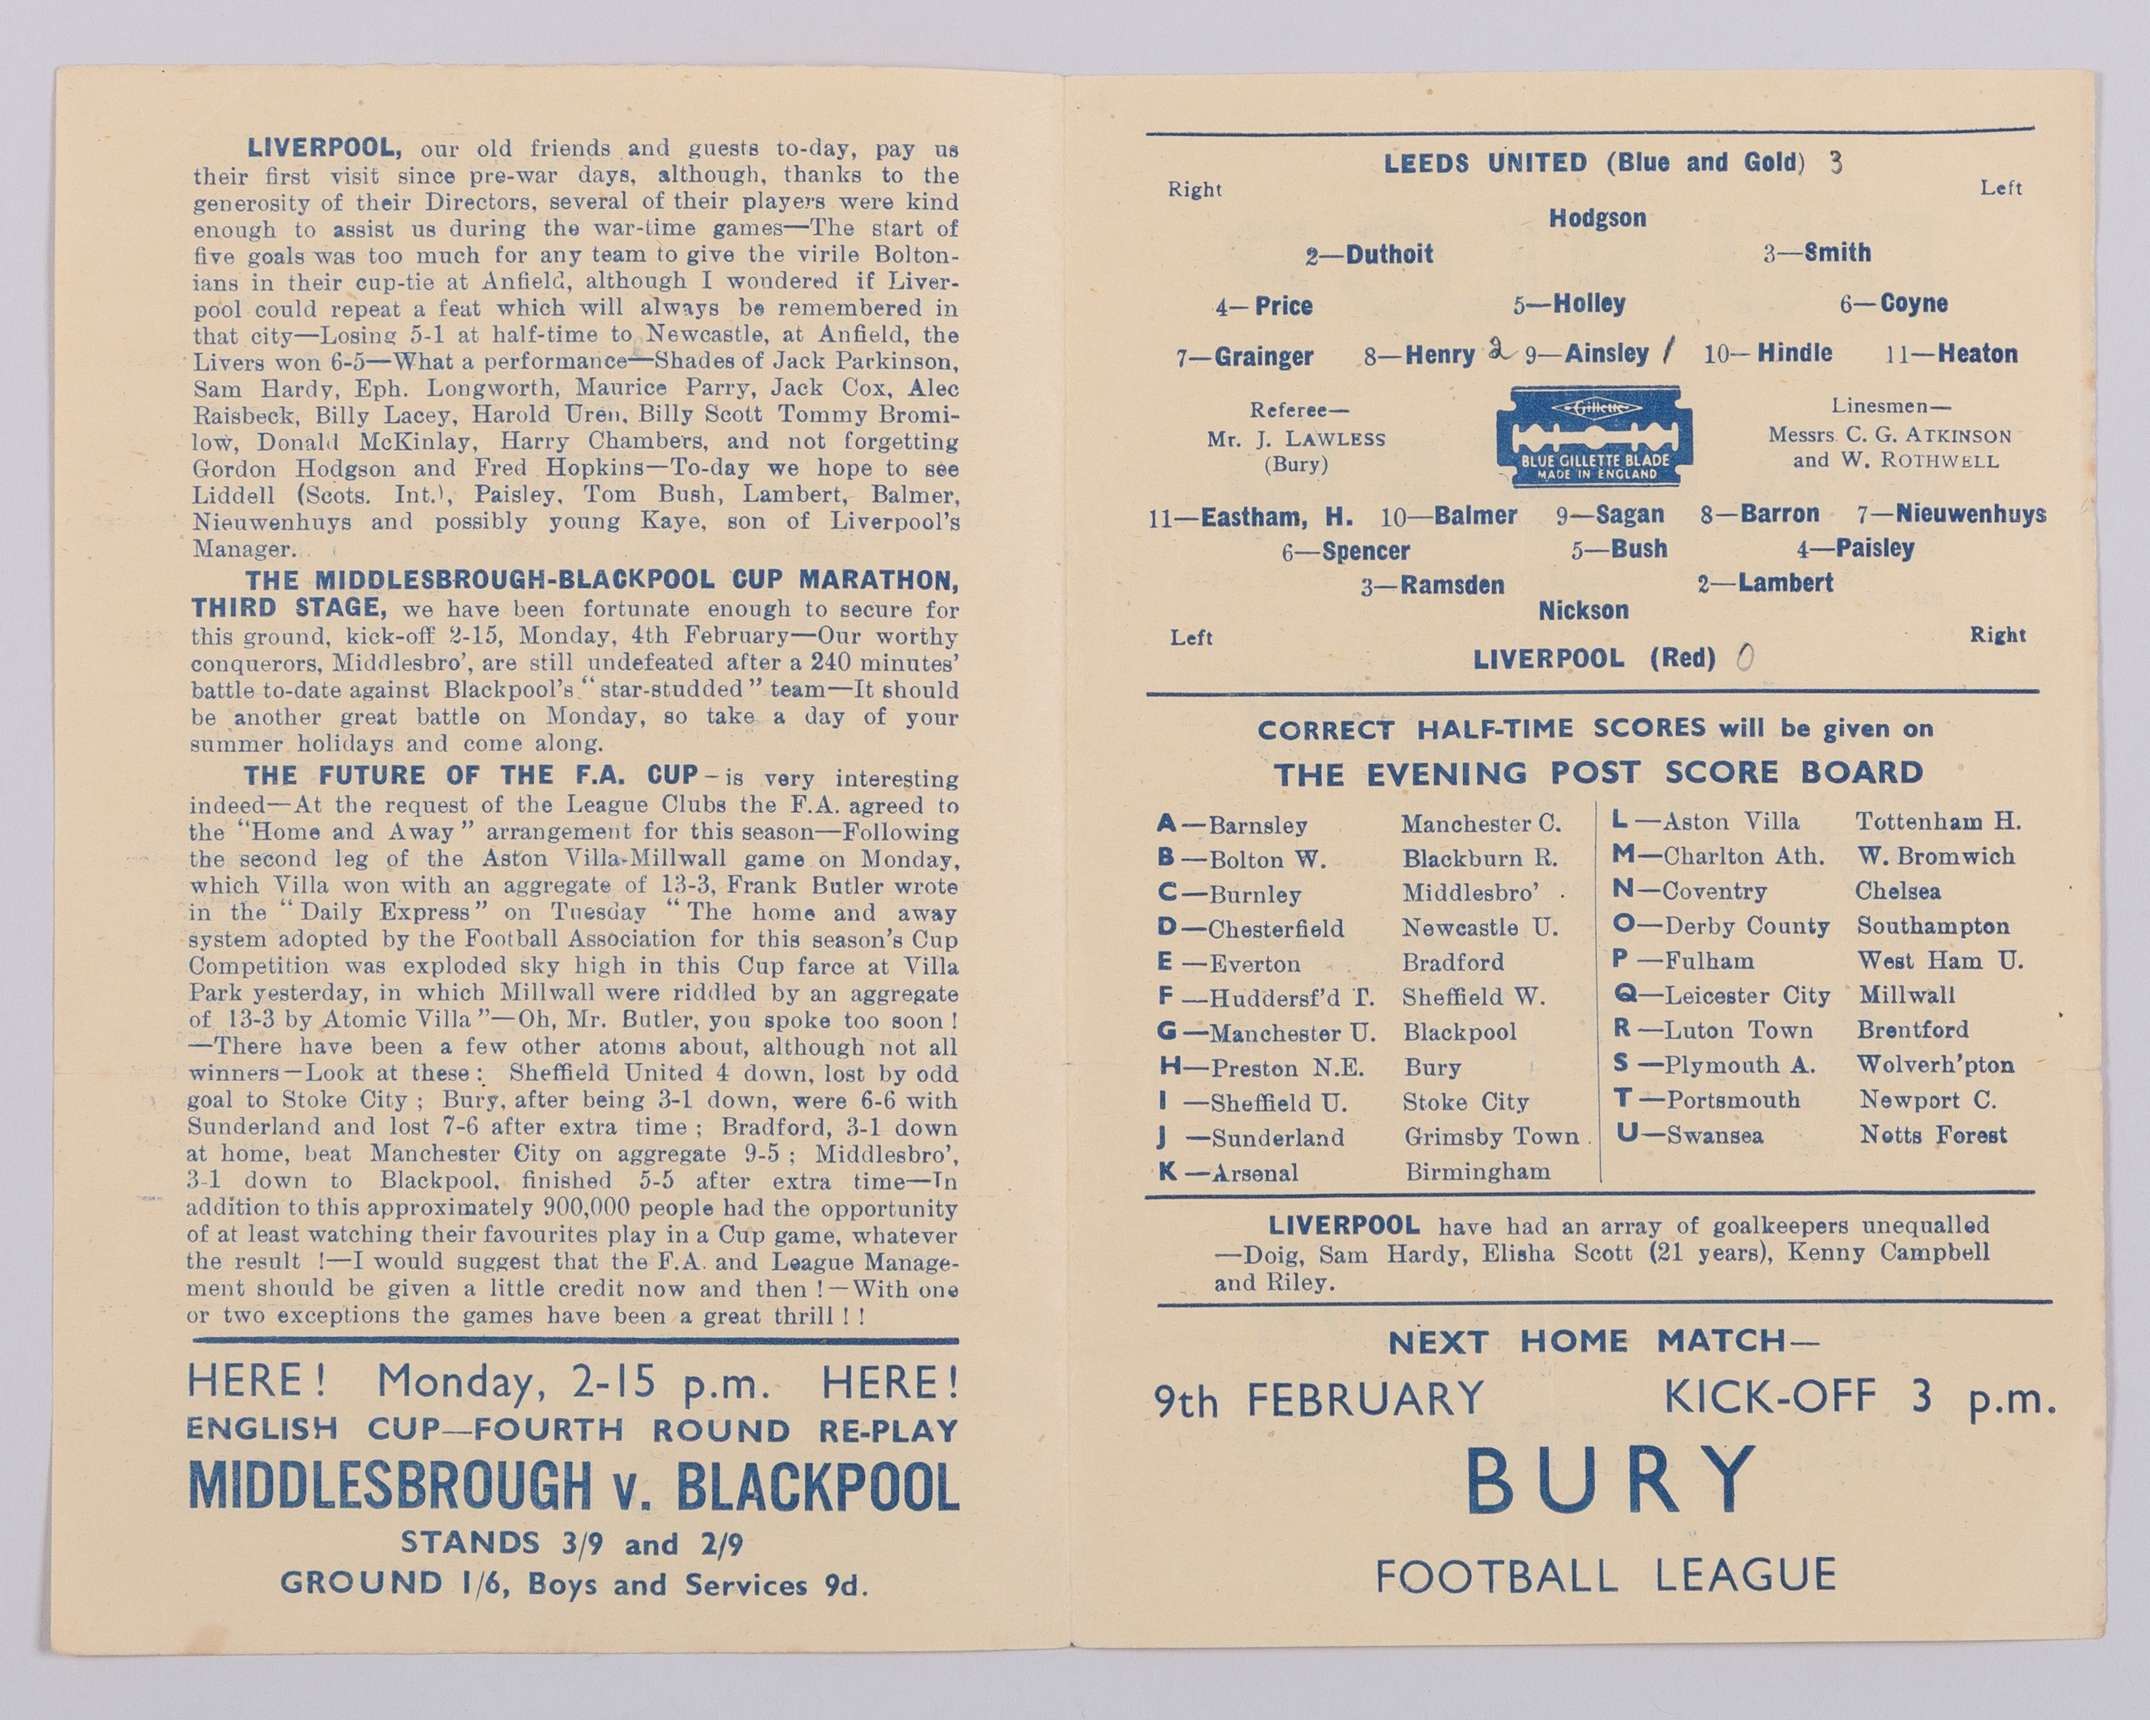 LIVERPOOL, our old friends and guests to-day, pay us
their first visit since pre-war days, although, thanks to the
generosity of their Directors, several of their players were kind
enough to assist us during the war-time games—The start of
five goals was too much for any team to give the virile Bolton-
ians in their cup-tie at Anfield, although I wondered if Liver-
pool could repeat a feat which will always be remembered in
that city—Losing 5-1 at half-time to Newcastle, at Anfield, the
Livers won 6-5—What a performance—Shades of Jack Parkinson,
Sam Hardy, Eph. Longworth, Maurice Parry, Jack Cox, Alec
Raisbeck, Billy Lacey, Harold Uren, Billy Scott Tommy Bromi-
low, Donald McKinlay, Harry Chambers, and not forgetting
Gordon Hodgson and Fred Hopkins—To-day we hope to see
Liddell (Scots. Int.), Paisley, Tom Bush, Lambert, Balmer,
Nieuwenhuys and possibly young Kaye, son of Liverpool's
Manager.
THE MIDDLESBROUGH-BLACKPOOL CUP MARATHON,
THIRD STAGE, we have been fortunate enough to secure for
this ground, kick-off 2-15, Monday, 4th February—Our worthy
conquerors, Middlesbro', are still undefeated after a 240 minutes'
battle to-date against Blackpool's "star-studded" team—It should
be another great battle on Monday, so take a day of your
summer holidays and come along.
THE FUTURE OF THE F.A. CUP–is very interesting
indeed—At the request of the League Clubs the F.A. agreed to
the "Home and Away" arrangement for this season—Following
the second leg of the Aston Villa-Millwall game on Monday,
which Villa won with an aggregate of 13-3, Frank Butler wrote
in the "Daily Express" on Tuesday "The home and away
system adopted by the Football Association for this season's Cup
Competition was exploded sky high in this Cup farce at Villa
Park yesterday, in which Millwall were riddled by an aggregate
of 13-3 by Atomic Villa"—Oh, Mr. Butler, you spoke too soon!
—There have been a few other atoms about, although not all
winners—Look at these: Sheffield United 4 down, lost by odd
goal to Stoke City; Bury, after being 3-1 down, were 6-6 with
Sunderland and lost 7-6 after extra time; Bradford, 3-1 down
at home, beat Manchester City on aggregate 9-5; Middlesbro',
3-1 down to Blackpool, finished 5-5 after extra time—In
addition to this approximately 900,000 people had the opportunity
of at least watching their favourites play in a Cup game, whatever
the result !—I would suggest that the F.A. and League Manage-
ment should be given a little credit now and then !—With one
or two exceptions the games have been a great thrill ! !
HERE! Monday, 2-15 p.m. HERE!
ENGLISH CUP—FOURTH ROUND RE-PLAY
MIDDLESBROUGH v. BLACKPOOL
STANDS 3/9 and 2/9
GROUND 1/6, Boys and Services 9d.
LEEDS UNITED (Blue and Gold) 3
Right Left
Hodgson
2—Duthoit 3—Smith
4—Price 5—Holley 6—Coyne
7—Grainger 8—Henry 2 9—Ainsley 1 10—Hindle 11—Heaton
Referee— Linesmen—
Mr. J. LAWLESS Messrs. C. G. ATKINSON
(Bury) and W. ROTHWELL
Gillette
BLUE GILLETTE BLADE
MADE IN ENGLAND
11—Eastham, H. 10—Balmer 9—Sagan 8—Barron 7—Nieuwenhuys
6—Spencer 5—Bush 4—Paisley
3—Ramsden 2—Lambert
Nickson
Left Right
LIVERPOOL (Red) 0
CORRECT HALF-TIME SCORES will be given on
THE EVENING POST SCORE BOARD
A—Barnsley Manchester C.
B—Bolton W. Blackburn R.
C—Burnley Middlesbro'
D—Chesterfield Newcastle U.
E—Everton Bradford
F—Huddersf'd T. Sheffield W.
G—Manchester U. Blackpool
H—Preston N.E. Bury
I—Sheffield U. Stoke City
J—Sunderland Grimsby Town
K—Arsenal Birmingham
L—Aston Villa Tottenham H.
M—Charlton Ath. W. Bromwich
N—Coventry Chelsea
O—Derby County Southampton
P—Fulham West Ham U.
Q—Leicester City Millwall
R—Luton Town Brentford
S—Plymouth A. Wolverh'pton
T—Portsmouth Newport C.
U—Swansea Notts Forest
LIVERPOOL have had an array of goalkeepers unequalled
—Doig, Sam Hardy, Elisha Scott (21 years), Kenny Campbell
and Riley.
NEXT HOME MATCH—
9th FEBRUARY KICK-OFF 3 p.m.
BURY
FOOTBALL LEAGUE